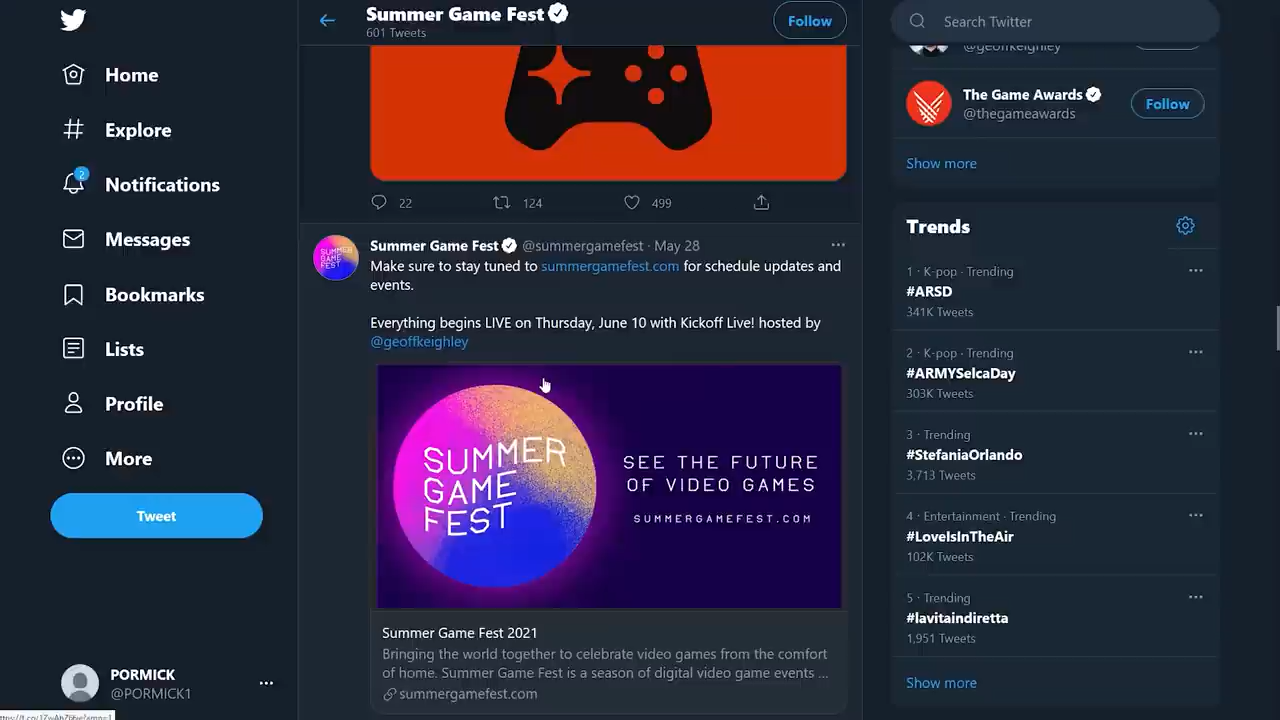 Summer Game Fest
601 Tweets
Follow
Search Twitter
Home
Explore
2
Notifications
Messages
Bookmarks
Lists
Profile
More
Tweet
PORMICK
@PORMICK1
22
124
499
Summer Game Fest @summergamefest · May 28
Make sure to stay tuned to summergamefest.com for schedule updates and
events.
Everything begins LIVE on Thursday, June 10 with Kickoff Live! hosted by
@geoffkeighley
SUMMER
GAME
FEST
SUMMER
GAME
FEST
SEE THE FUTURE
OF VIDEO GAMES
SUMMERGAMEFEST.COM
Summer Game Fest 2021
Bringing the world together to celebrate video games from the comfort
of home. Summer Game Fest is a season of digital video game events ...
summergamefest.com
@geoffkeighley
The Game Awards
@thegameawards
Follow
Show more
Trends
1 · K-pop · Trending
#ARSD
341K Tweets
2 · K-pop · Trending
#ARMYSelcaDay
303K Tweets
3 · Trending
#StefaniaOrlando
3,713 Tweets
4 · Entertainment · Trending
#LoveIsInTheAir
102K Tweets
5 · Trending
#lavitaindiretta
1,951 Tweets
Show more